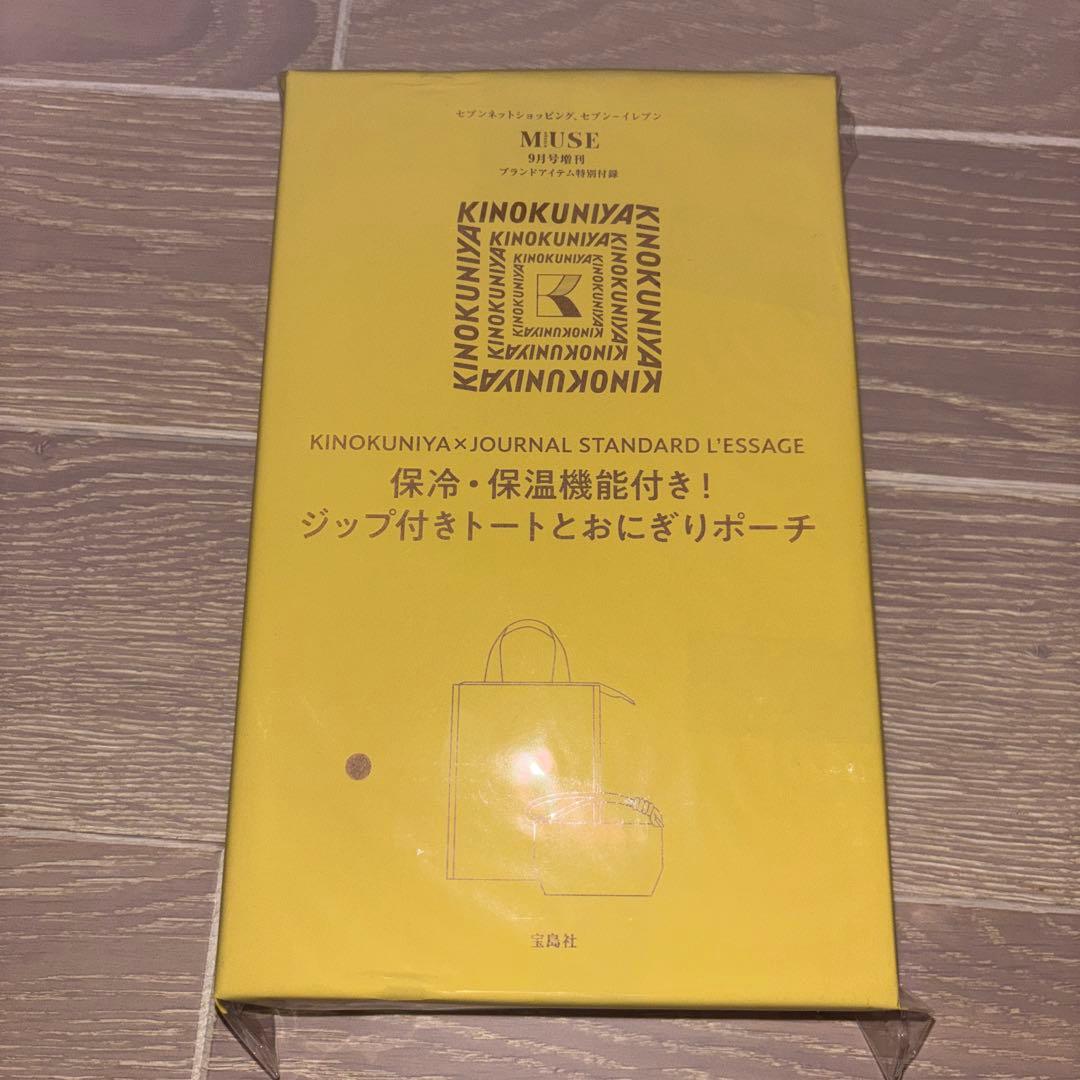 セブンネットショッピング、セブン-イレブン
MUSE
9月号増刊
ブランドアイテム特別付録
KINOKUNIYA
KINOKUNIYA
KINOKUNIYA
KINOKUNIYA
KINOKUNIYA
KINOKUNIYA
KINOKUNIYA
KINOKUNIYA
KINOKUNIYA
KINOKUNIYA
KINOKUNIYA
KINOKUNIYA
KINOKUNIYA×JOURNAL STANDARD L'ESSAGE
保冷・保温機能付き!
ジップ付きトートとおにぎりポーチ
宝島社